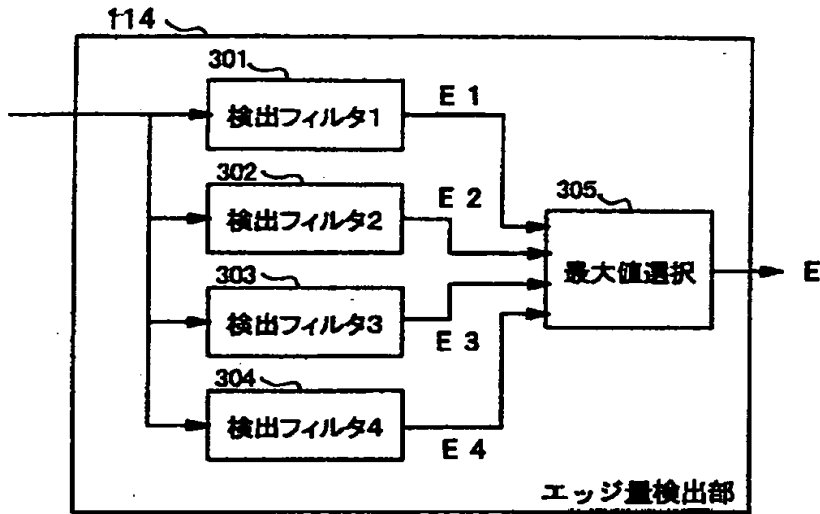 114
301
検出フィルタ1
E 1
302
検出フィルタ2
E 2
303
検出フィルタ3
E 3
304
検出フィルタ4
E 4
305
最大値選択
E
エッジ量検出部